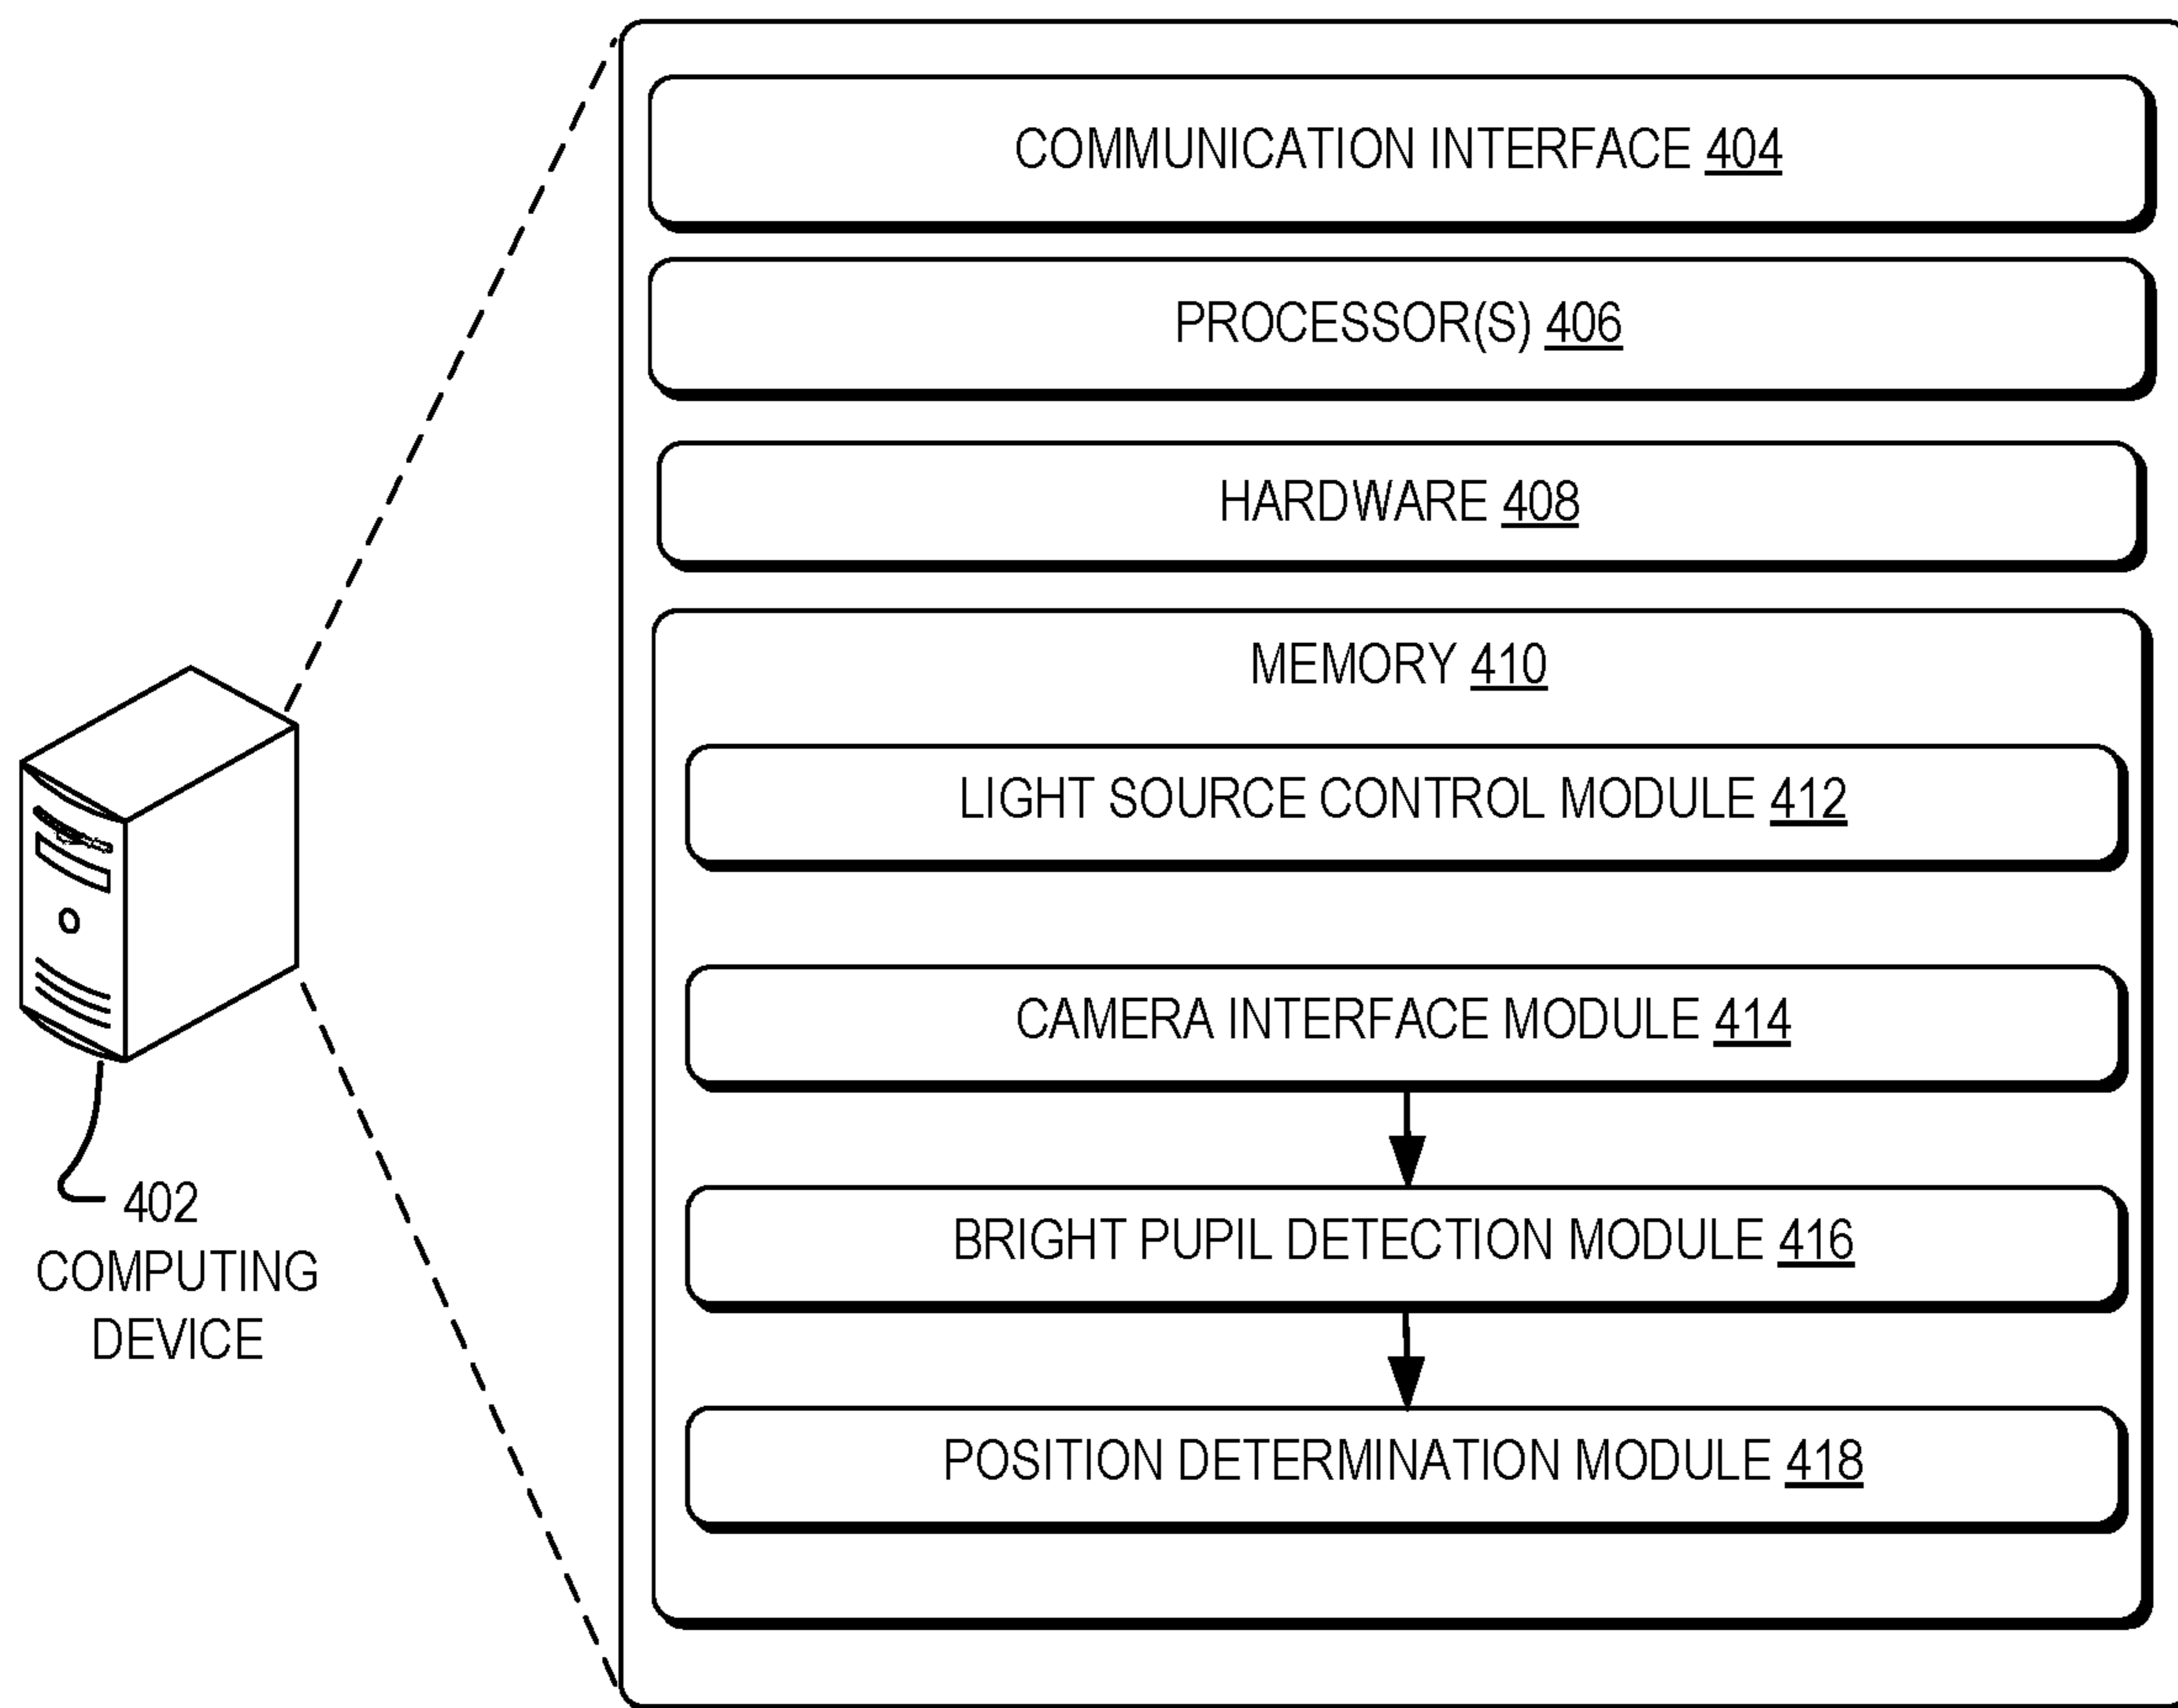 COMMUNICATION INTERFACE 404
PROCESSOR(S) 406
HARDWARE 408
MEMORY 410
LIGHT SOURCE CONTROL MODULE 412
CAMERA INTERFACE MODULE 414
BRIGHT PUPIL DETECTION MODULE 416
POSITION DETERMINATION MODULE 418
402
COMPUTING
DEVICE